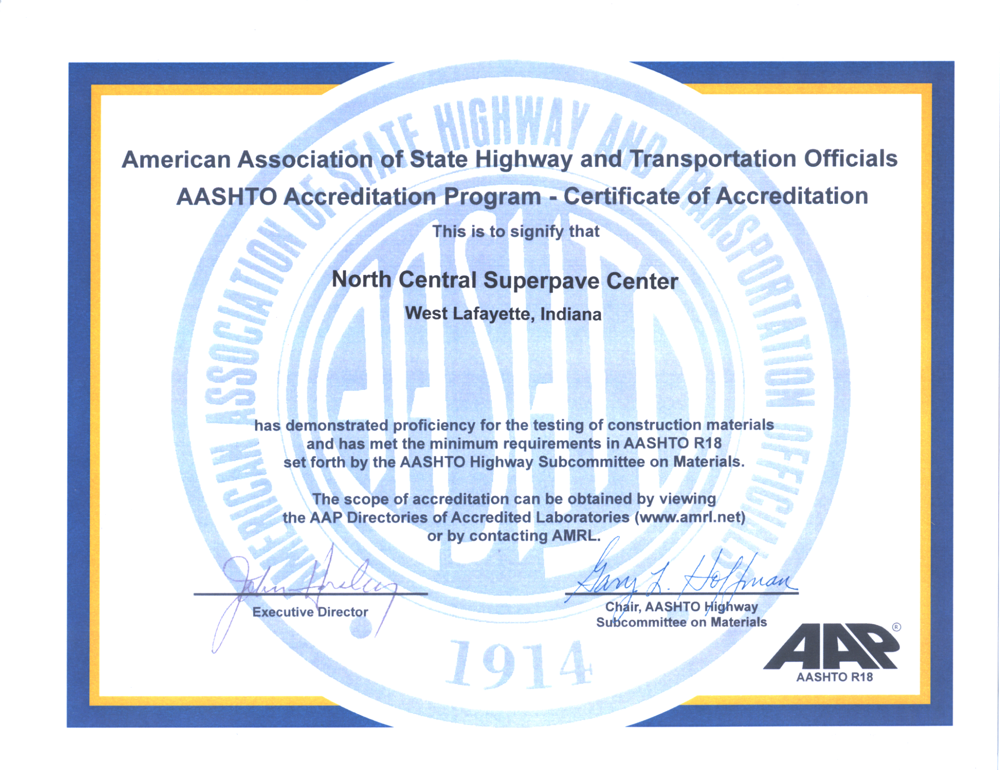 American Association of State Highway and Transportation Officials
AASHTO Accreditation Program - Certificate of Accreditation
This is to signify that
North Central Superpave Center
West Lafayette, Indiana
has demonstrated proficiency for the testing of construction materials
and has met the minimum requirements in AASHTO R18
set forth by the AASHTO Highway Subcommittee on Materials.
The scope of accreditation can be obtained by viewing
the AAP Directories of Accredited Laboratories (www.amrl.net)
or by contacting AMRL.
John Horsley
Executive Director
Gary L. Hoffman
Chair, AASHTO Highway
Subcommittee on Materials
AAP®
AASHTO R18
AMERICAN ASSOCIATION OF STATE HIGHWAY AND TRANSPORTATION OFFICIALS
AASHTO
1914